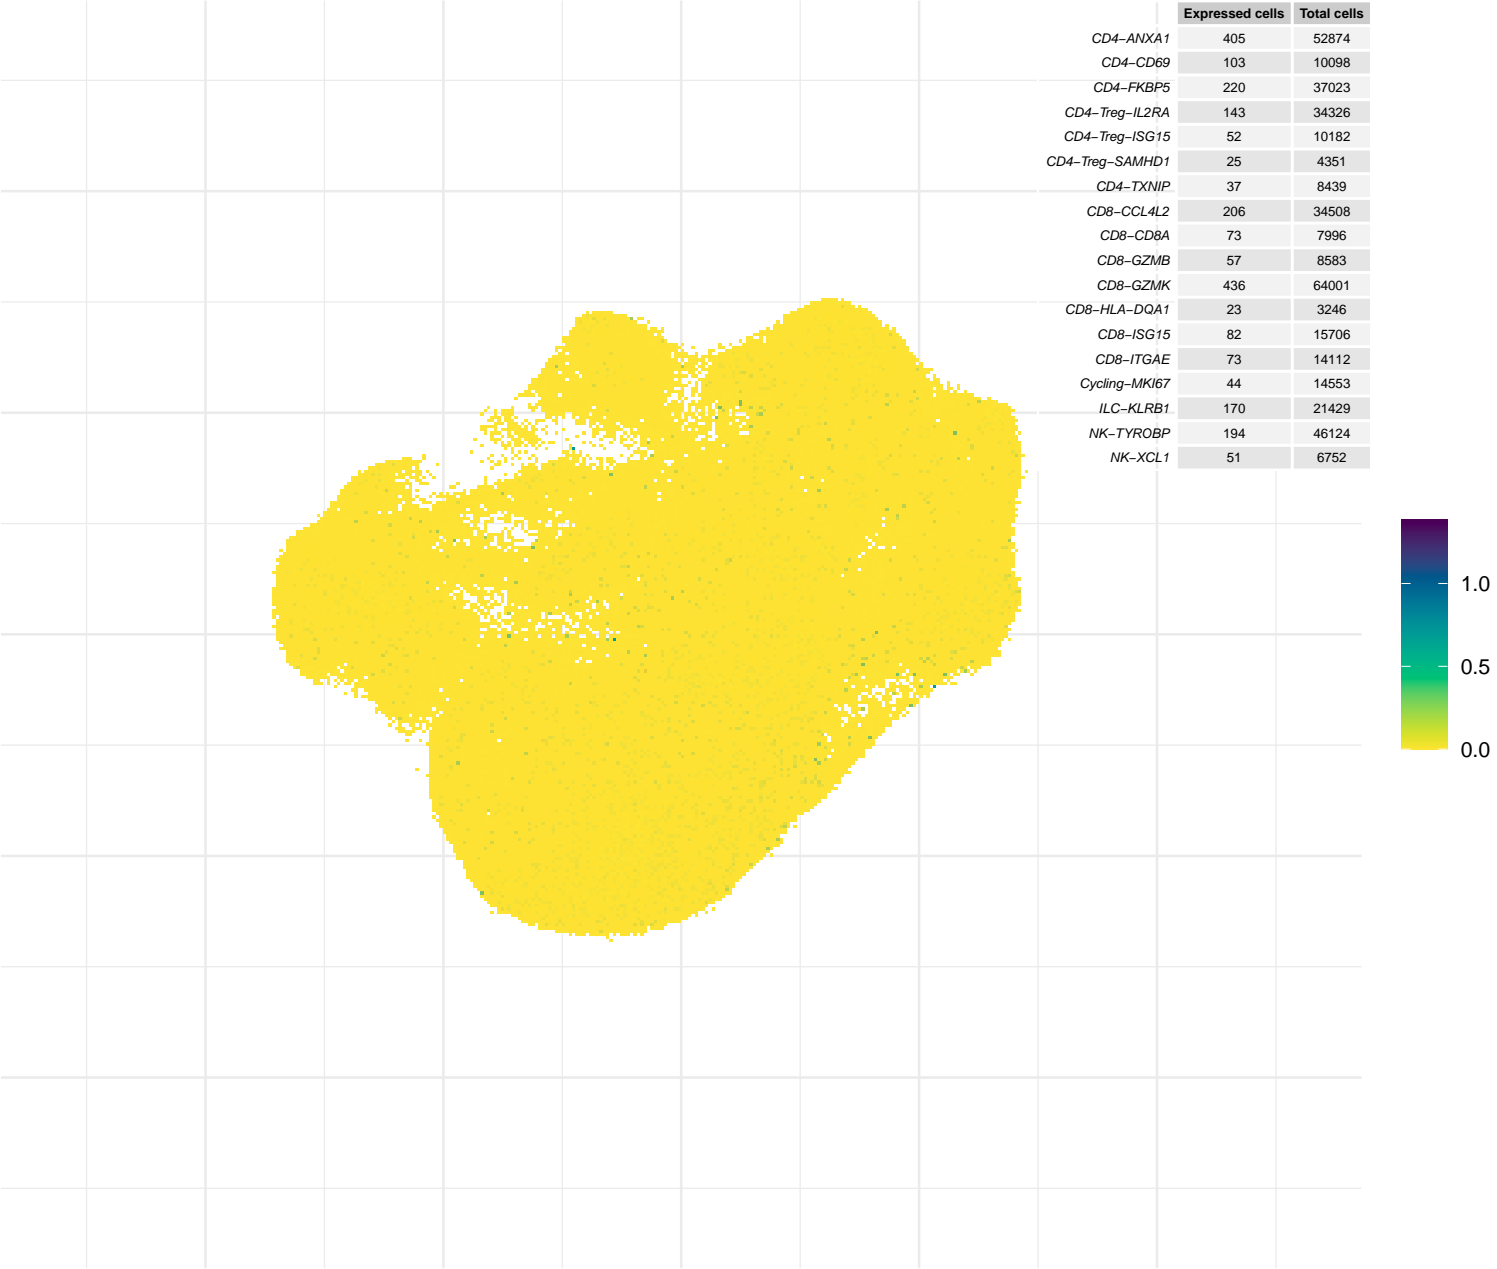 Expressed cells Total cells
CD4−ANXA1 405 52874
CD4−CD69 103 10098
CD4−FKBP5 220 37023
CD4−Treg−IL2RA 143 34326
CD4−Treg−ISG15 52 10182
CD4−Treg−SAMHD1 25 4351
CD4−TXNIP 37 8439
CD8−CCL4L2 206 34508
CD8−CD8A 73 7996
CD8−GZMB 57 8583
CD8−GZMK 436 64001
CD8−HLA−DQA1 23 3246
CD8−ISG15 82 15706
CD8−ITGAE 73 14112
Cycling−MKI67 44 14553
ILC−KLRB1 170 21429
NK−TYROBP 194 46124
NK−XCL1 51 6752
1.0
0.5
0.0